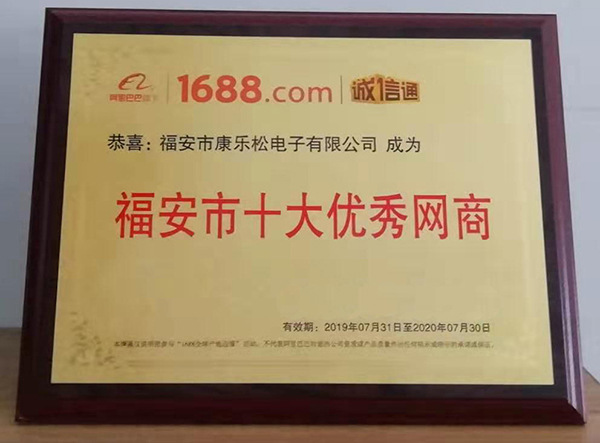 阿里巴巴 1688.com 诚信通
恭喜：福安市康乐松电子有限公司 成为
福安市十大优秀网商
有效期：2019年07月31日至2020年07月30日